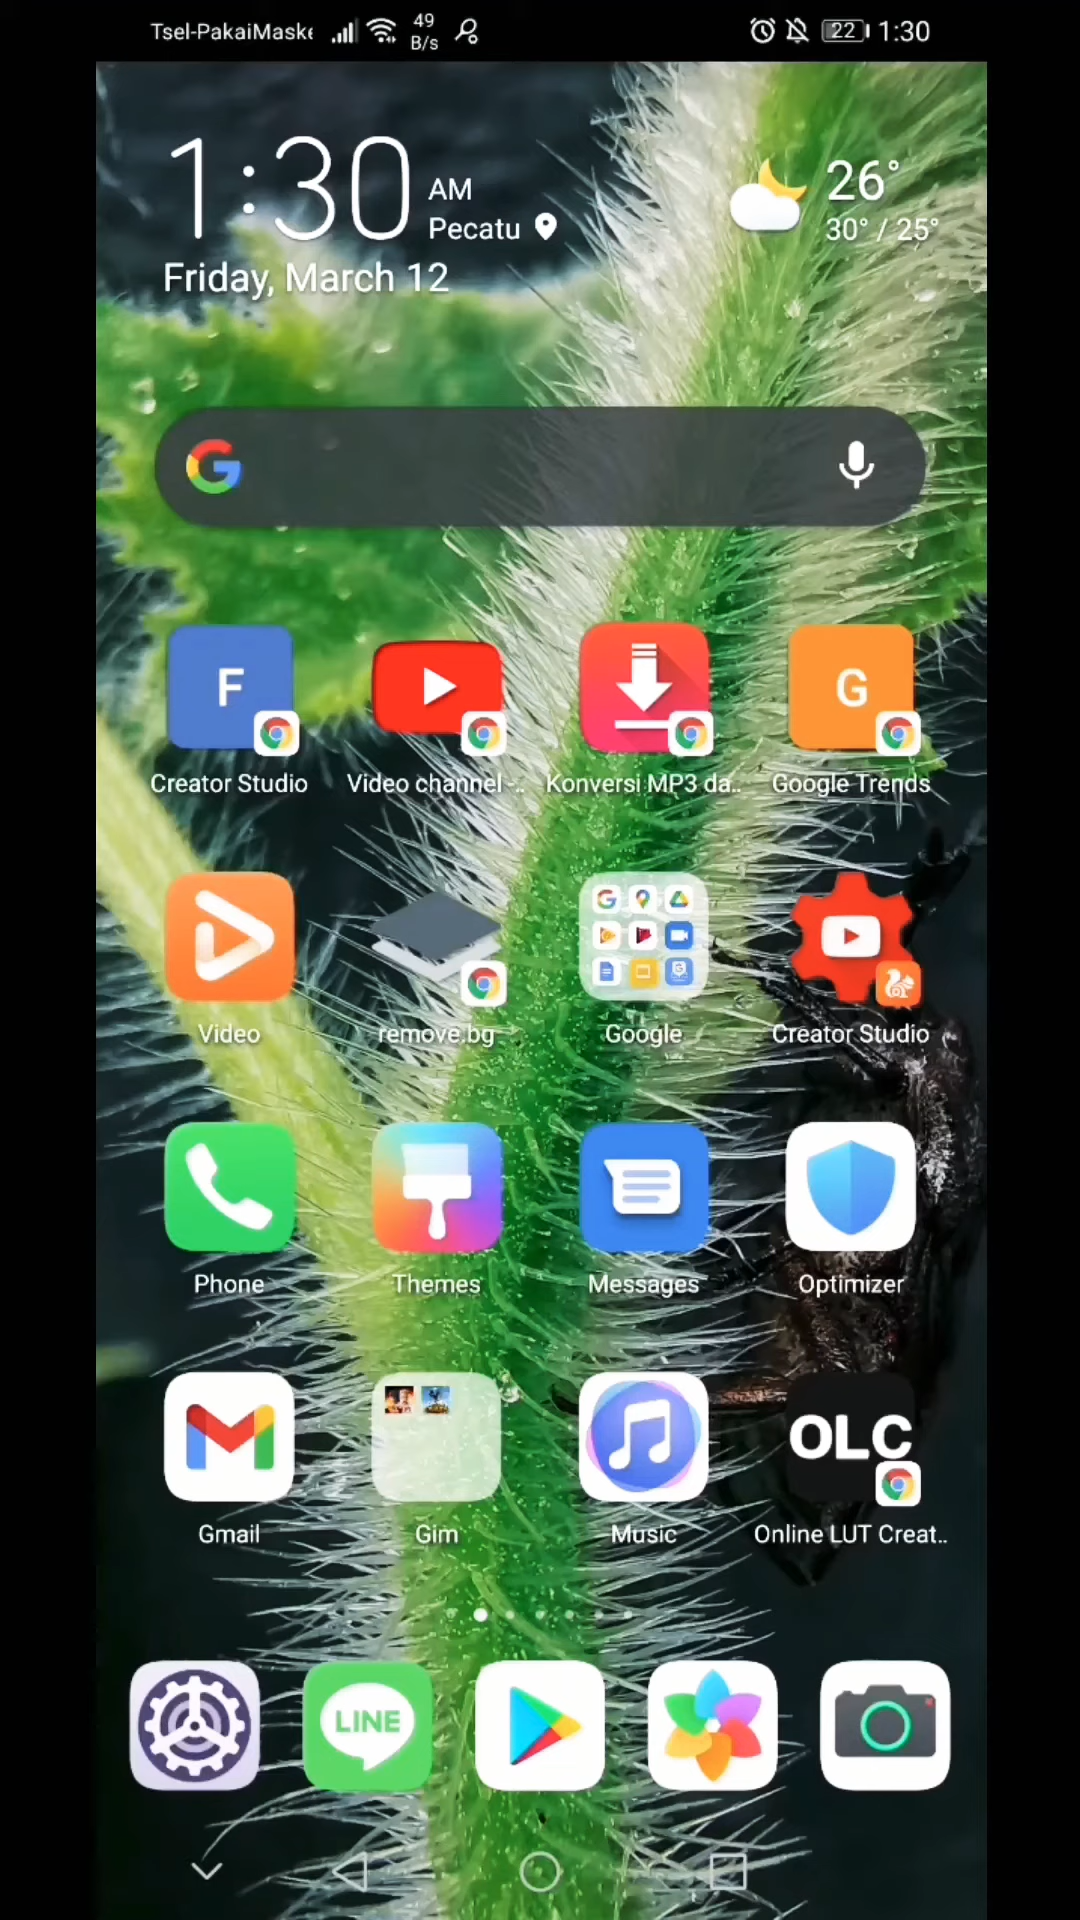 Tsel-PakaiMaske 49 B/s 22 1:30
1:30 AM 26°
Pecatu 30° / 25°
Friday, March 12
G
F G
Creator Studio Video channel -.. Konversi MP3 da.. Google Trends
Video remove.bg Google Creator Studio
Phone Themes Messages Optimizer
OLC
Gmail Gim Music Online LUT Creat..
LINE